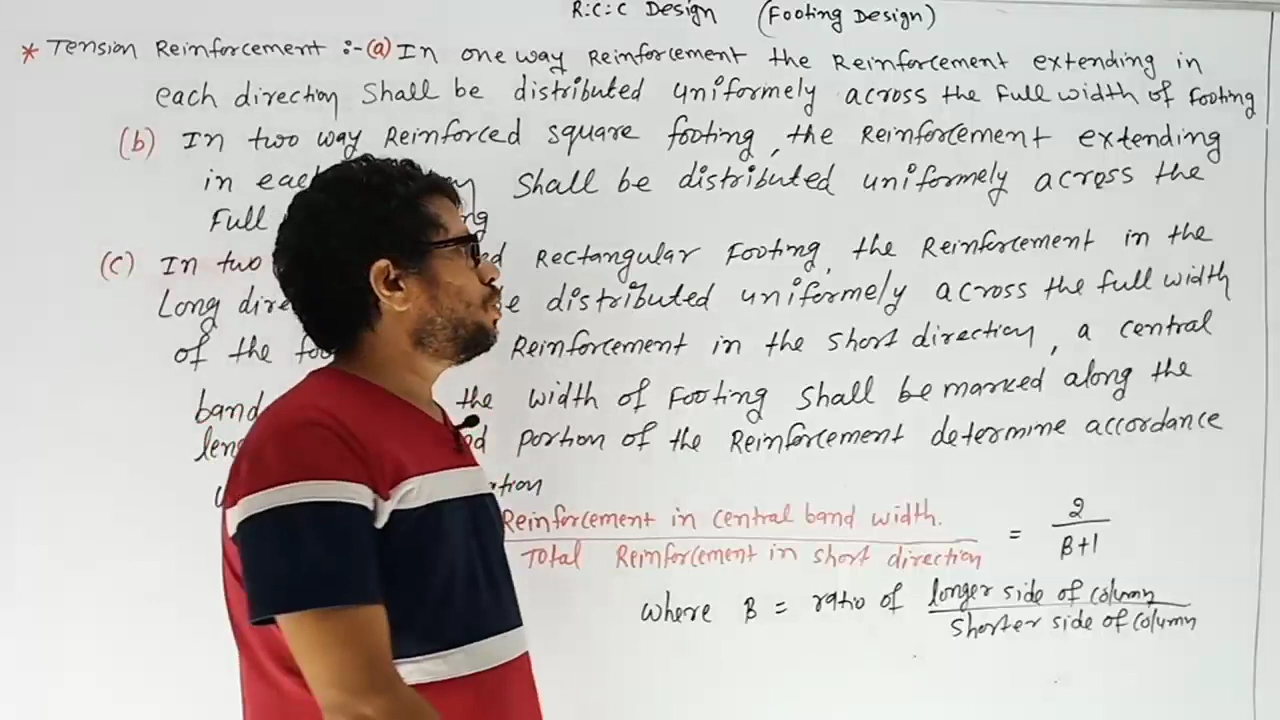 R.C.C Design (Footing Design)
* Tension Reinforcement :- (a) In one way Reinforcement the Reinforcement extending in
each direction Shall be distributed uniformely across the Full width of Footing
(b) In two way Reinforced square footing, the Reinforcement extending
in Shall be distributed uniformely across the
Full
(c) In two Rectangular Footing, the Reinforcement in the
Long distributed uniformely across the full width
of the Reinforcement in the short direction, a central
band the width of Footing Shall be marked along the
portion of the Reinforcement determine accordance
Reinforcement in central band width.
Total Reinforcement in short direction
= 2
β+1
where β = ratio of longer side of column
shorter side of column